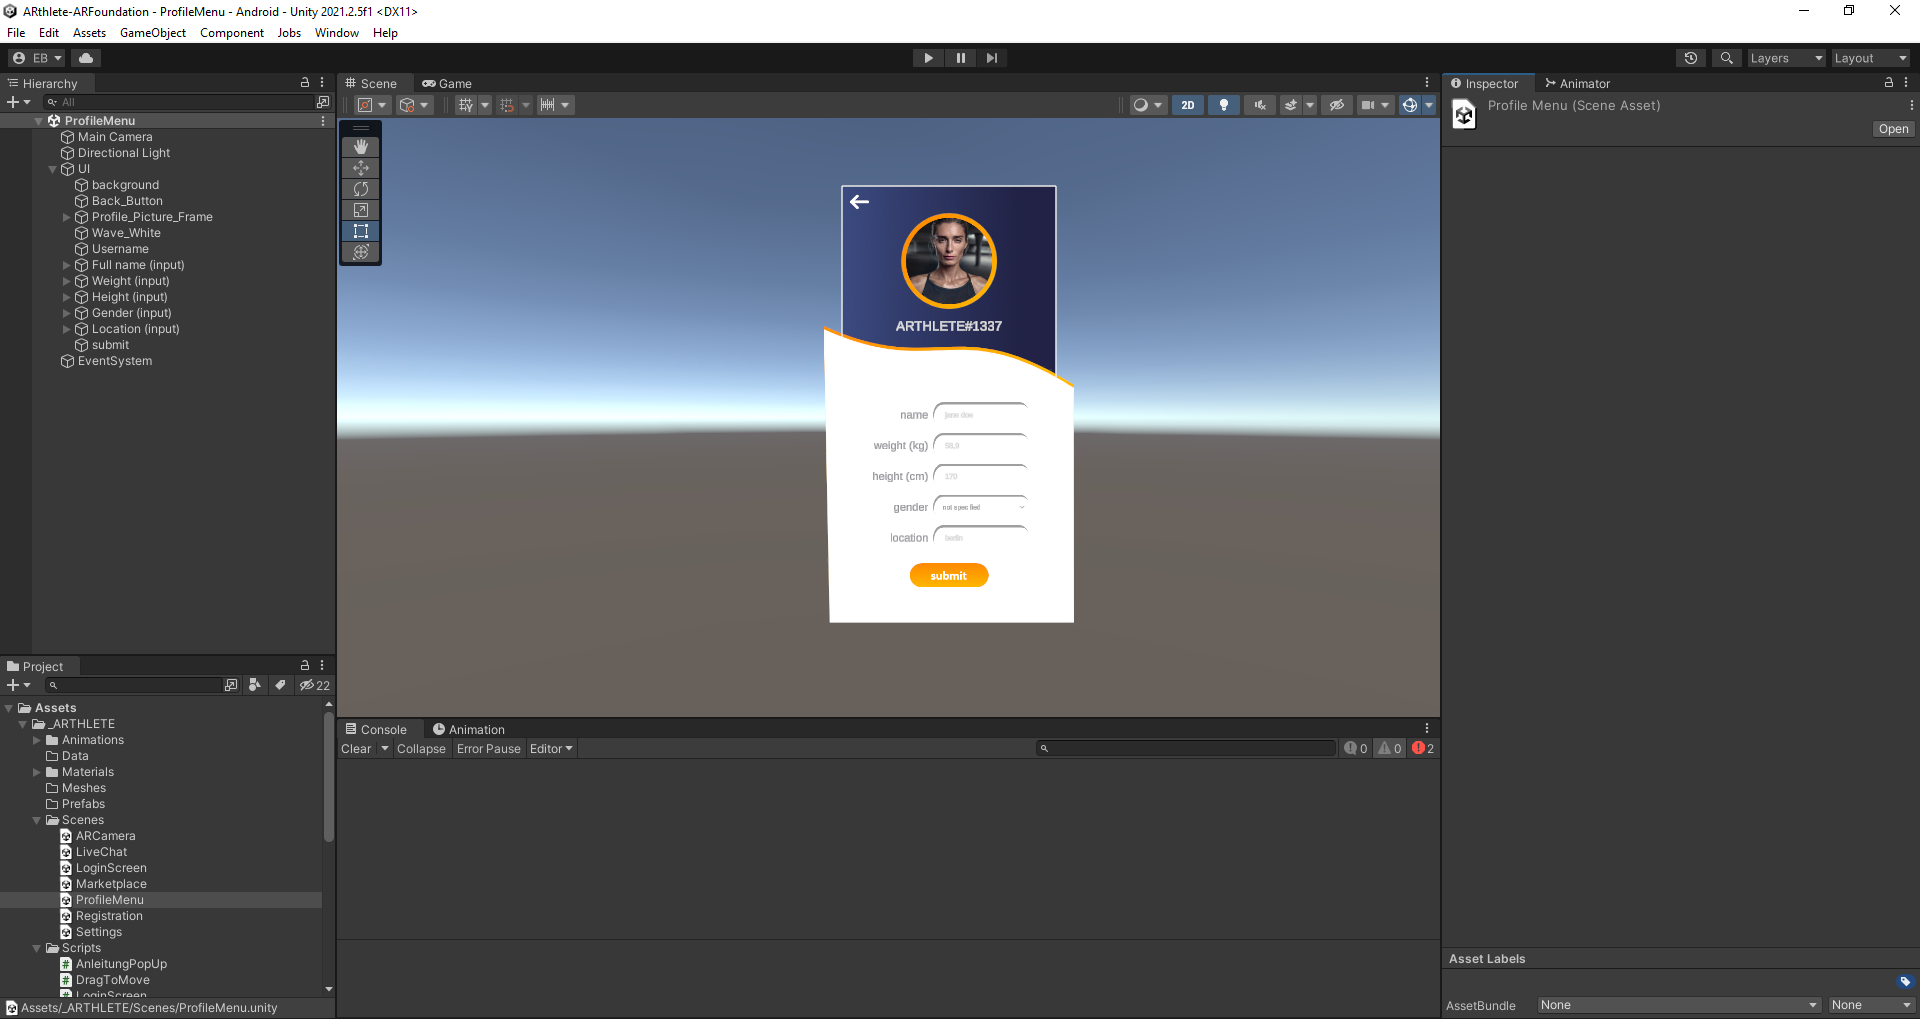 ARthlete-ARFoundation - ProfileMenu - Android - Unity 2021.2.5f1 <DX11>
File Edit Assets GameObject Component Jobs Window Help
EB Layers Layout
Hierarchy
All
ProfileMenu
Main Camera
Directional Light
UI
background
Back_Button
Profile_Picture_Frame
Wave_White
Username
Full name (input)
Weight (input)
Height (input)
Gender (input)
Location (input)
submit
EventSystem
Scene Game
2D
ARTHLETE#1337
name jane doe
weight (kg)
height (cm) 170
gender not specified
location berlin
submit
Inspector Animator
Profile Menu (Scene Asset)
Open
Project
22
Assets
_ARTHLETE
Animations
Data
Materials
Meshes
Prefabs
Scenes
ARCamera
LiveChat
LoginScreen
Marketplace
ProfileMenu
Registration
Settings
Scripts
AnleitungPopUp
DragToMove
LoginScreen
Assets/_ARTHLETE/Scenes/ProfileMenu.unity
Console Animation
Clear Collapse Error Pause Editor 0 0 2
Asset Labels
AssetBundle None None